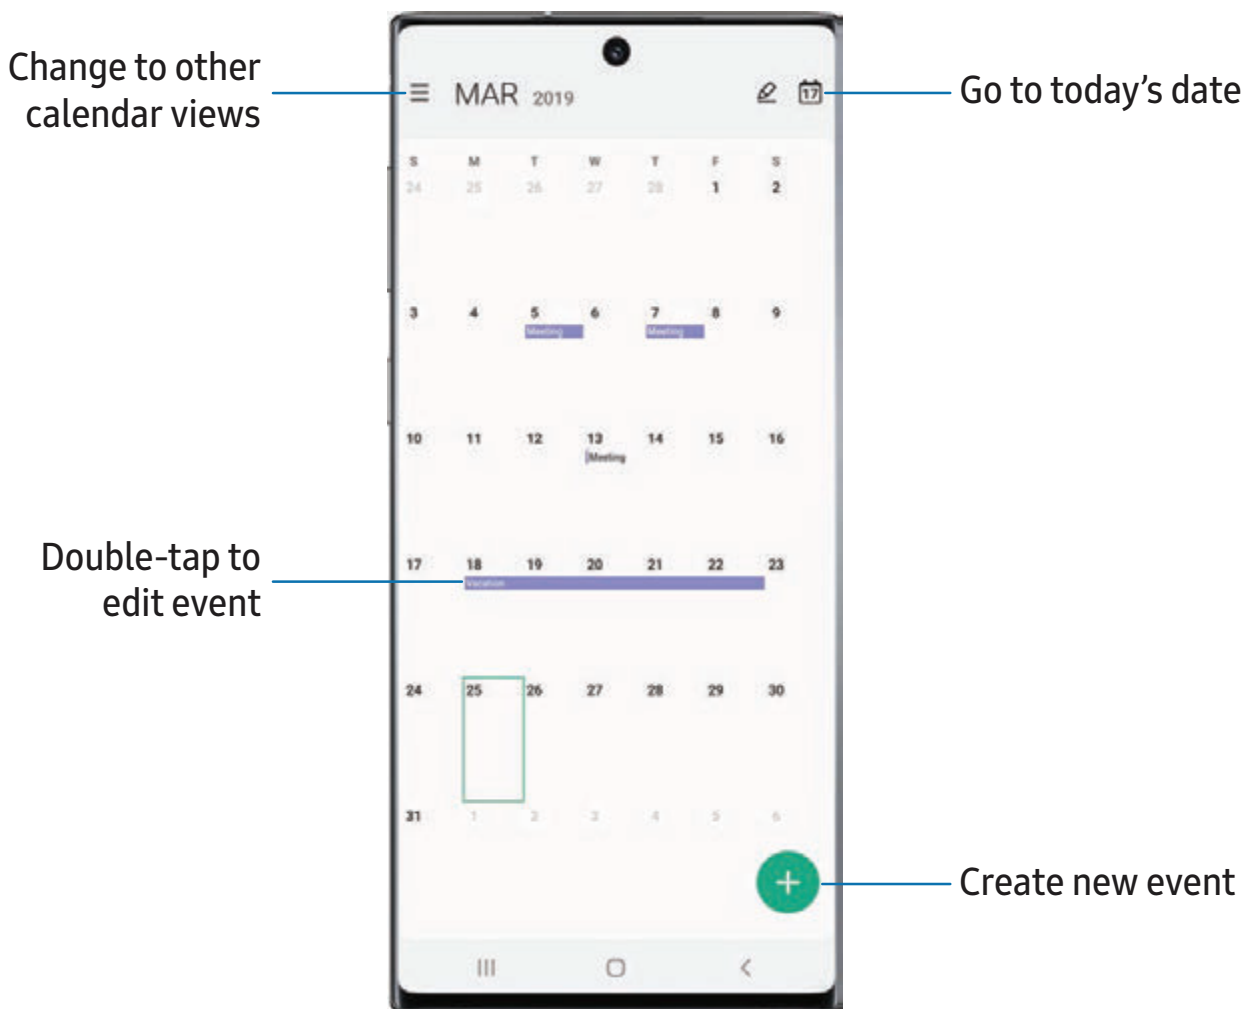 Change to other
calendar views
MAR 2019
17
Go to today's date
S M T W T F S
24 25 26 27 28 1 2
3 4 5 6 7 8 9
Meeting Meeting
10 11 12 13 14 15 16
Meeting
Double-tap to
edit event
17 18 19 20 21 22 23
Vacation
24 25 26 27 28 29 30
31 1 2 3 4 5 6
Create new event